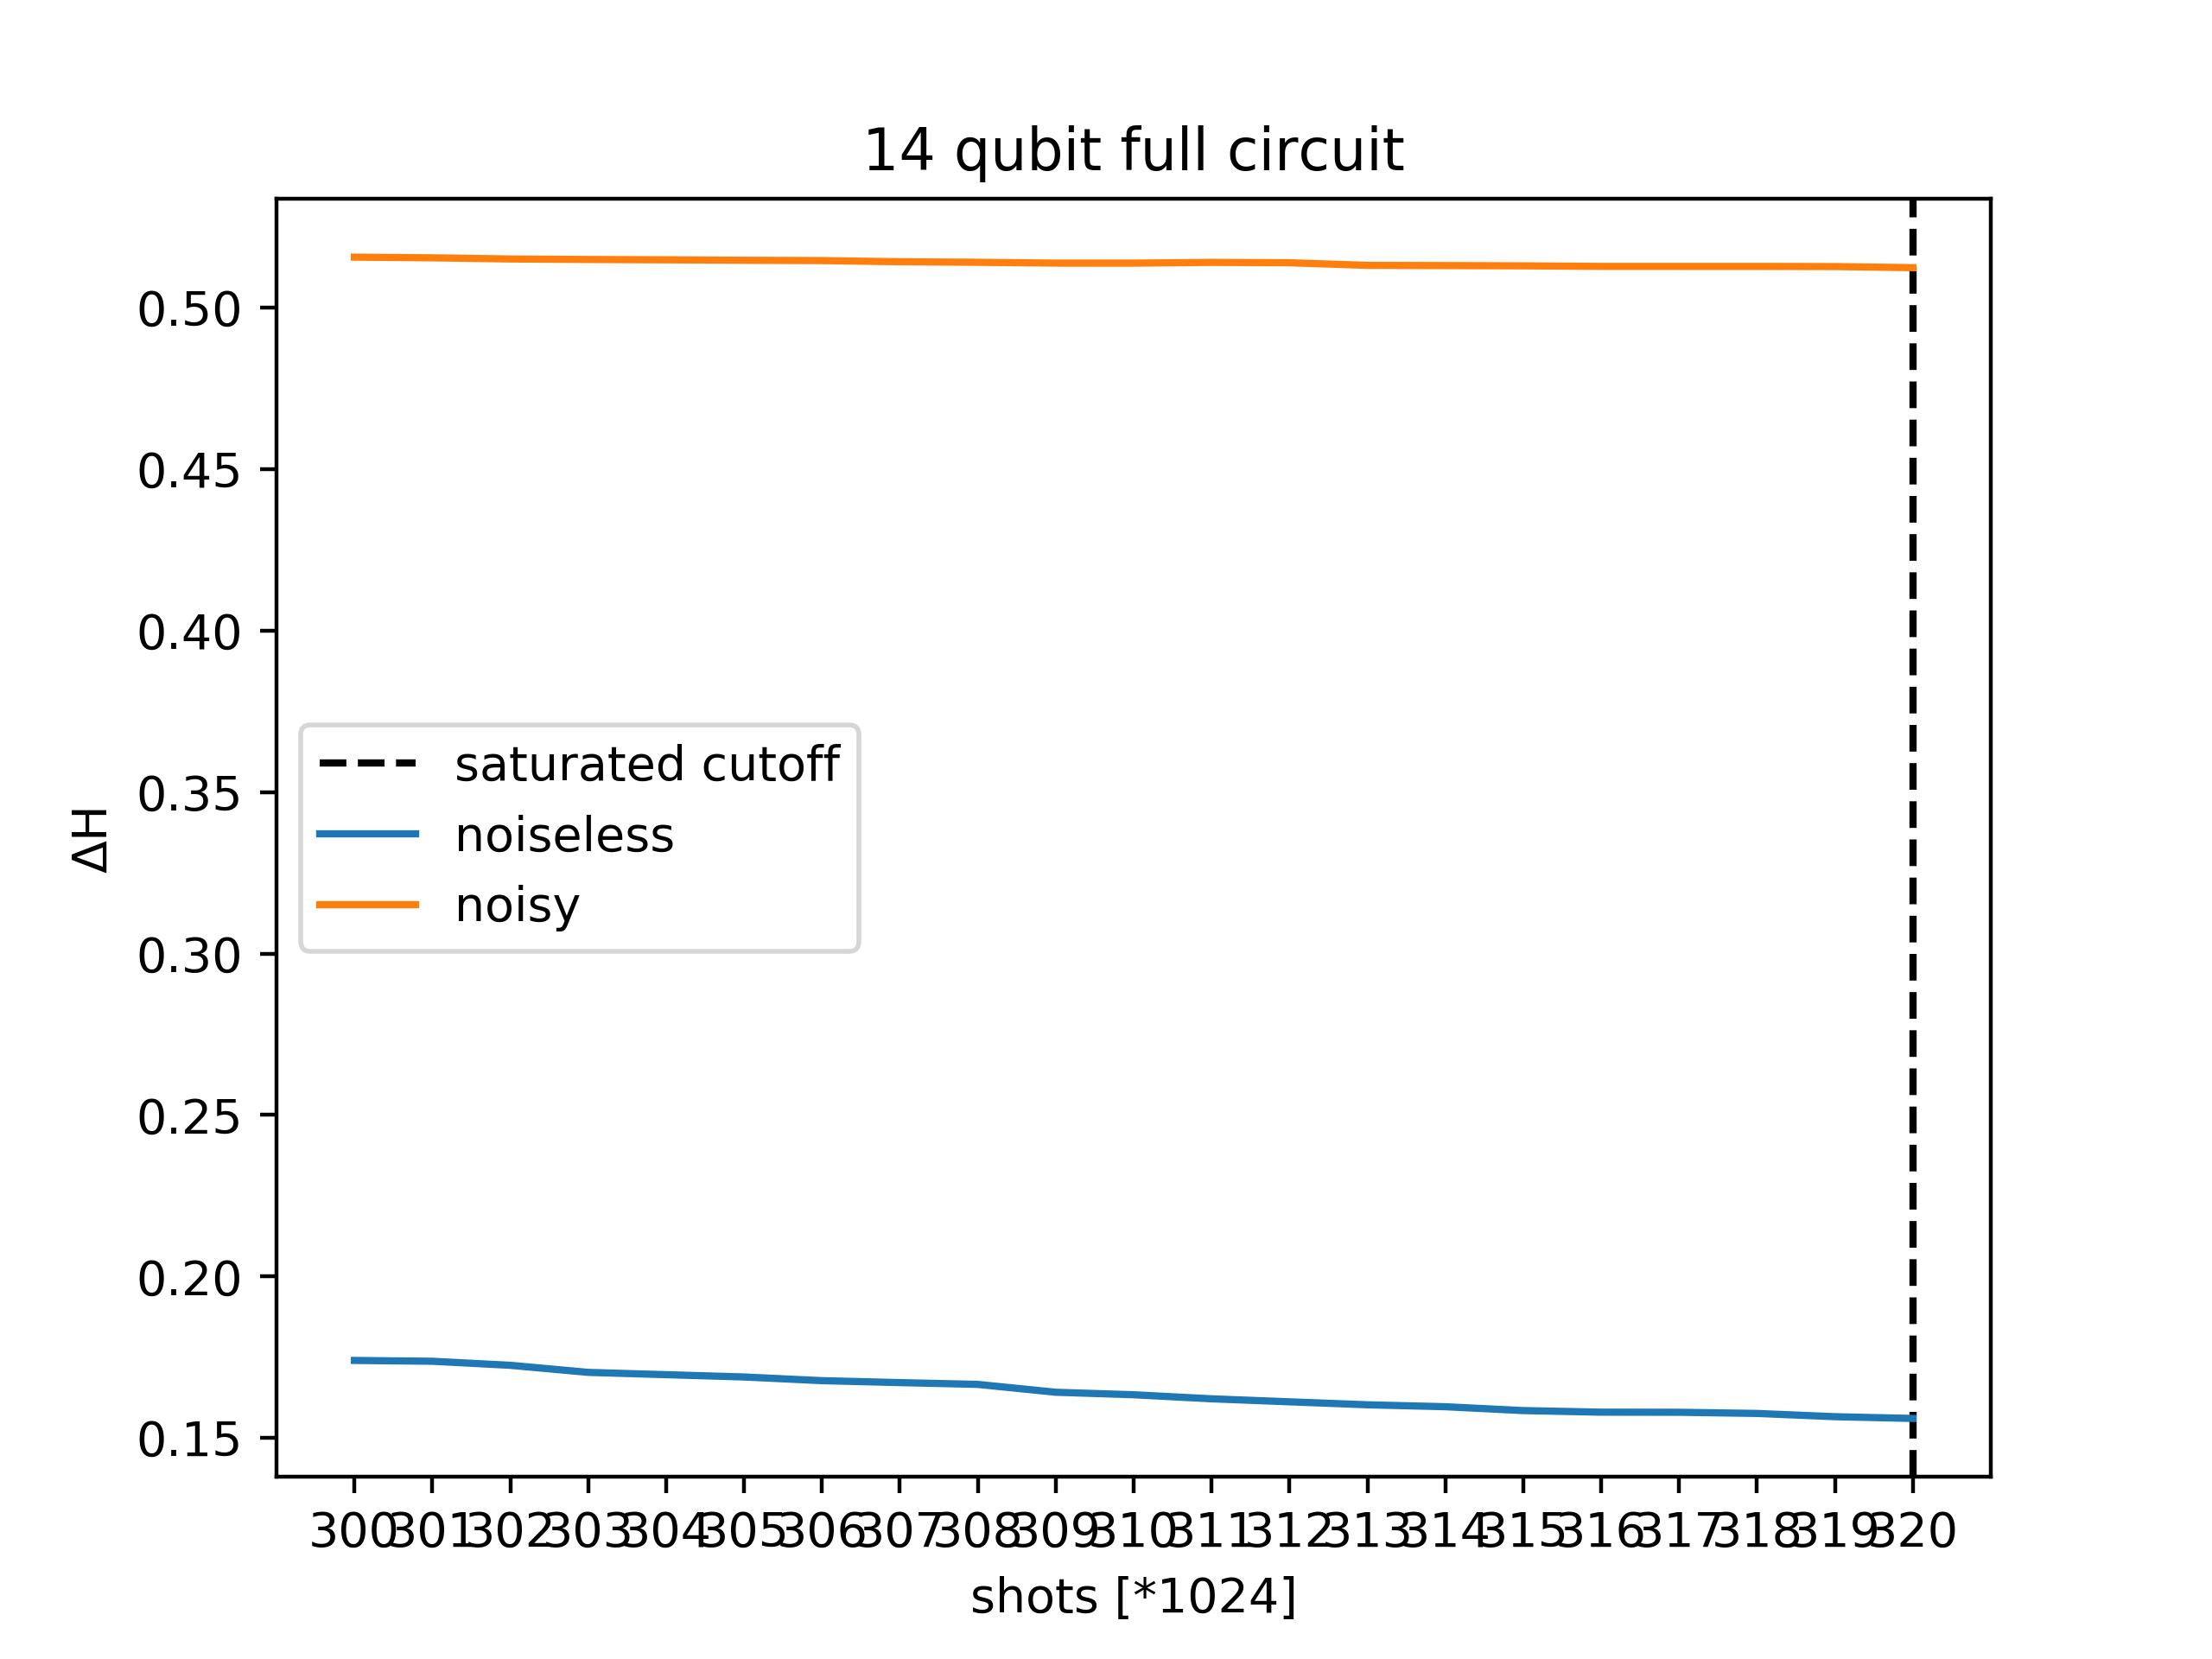 14 qubit full circuit
0.50
0.45
0.40
0.35
0.30
0.25
0.20
0.15
ΔH
saturated cutoff
noiseless
noisy
300 301 302 303 304 305 306 307 308 309 310 311 312 313 314 315 316 317 318 319 320
shots [*1024]